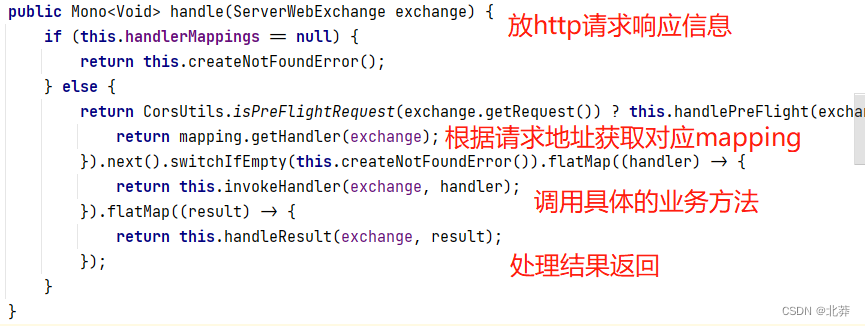 public Mono<Void> handle(ServerWebExchange exchange) { 放http请求响应信息
if (this.handlerMappings == null) {
return this.createNotFoundError();
} else {
return CorsUtils.isPreFlightRequest(exchange.getRequest()) ? this.handlePreFlight(excha
return mapping.getHandler(exchange); 根据请求地址获取对应mapping
}).next().switchIfEmpty(this.createNotFoundError()).flatMap((handler) -> {
return this.invokeHandler(exchange, handler);
调用具体的业务方法
}).flatMap((result) -> {
return this.handleResult(exchange, result);
处理结果返回
});
}
}
CSDN @北莽